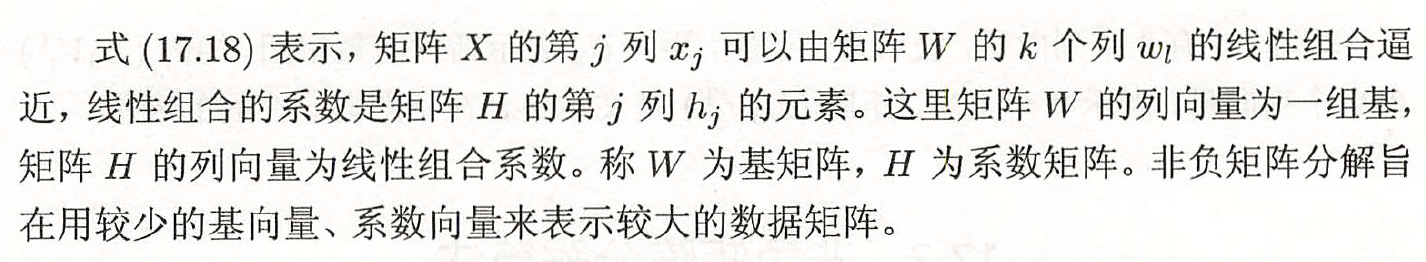 式 (17.18) 表示, 矩阵 X 的第 j 列 x_j 可以由矩阵 W 的 k 个列 w_l 的线性组合逼
近, 线性组合的系数是矩阵 H 的第 j 列 h_j 的元素。这里矩阵 W 的列向量为一组基,
矩阵 H 的列向量为线性组合系数。称 W 为基矩阵, H 为系数矩阵。非负矩阵分解旨
在用较少的基向量、系数向量来表示较大的数据矩阵。